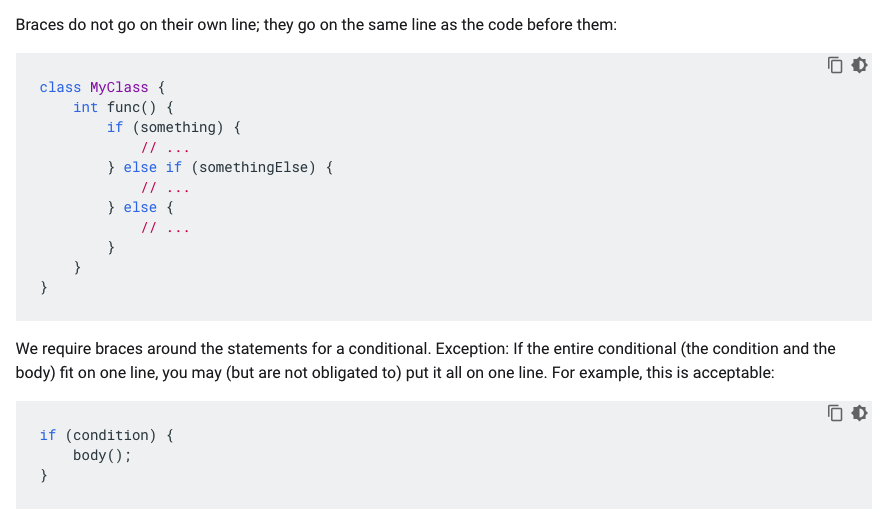 Braces do not go on their own line; they go on the same line as the code before them:
class MyClass {
    int func() {
        if (something) {
            // ...
        } else if (somethingElse) {
            // ...
        } else {
            // ...
        }
    }
}
We require braces around the statements for a conditional. Exception: If the entire conditional (the condition and the
body) fit on one line, you may (but are not obligated to) put it all on one line. For example, this is acceptable:
if (condition) {
    body();
}